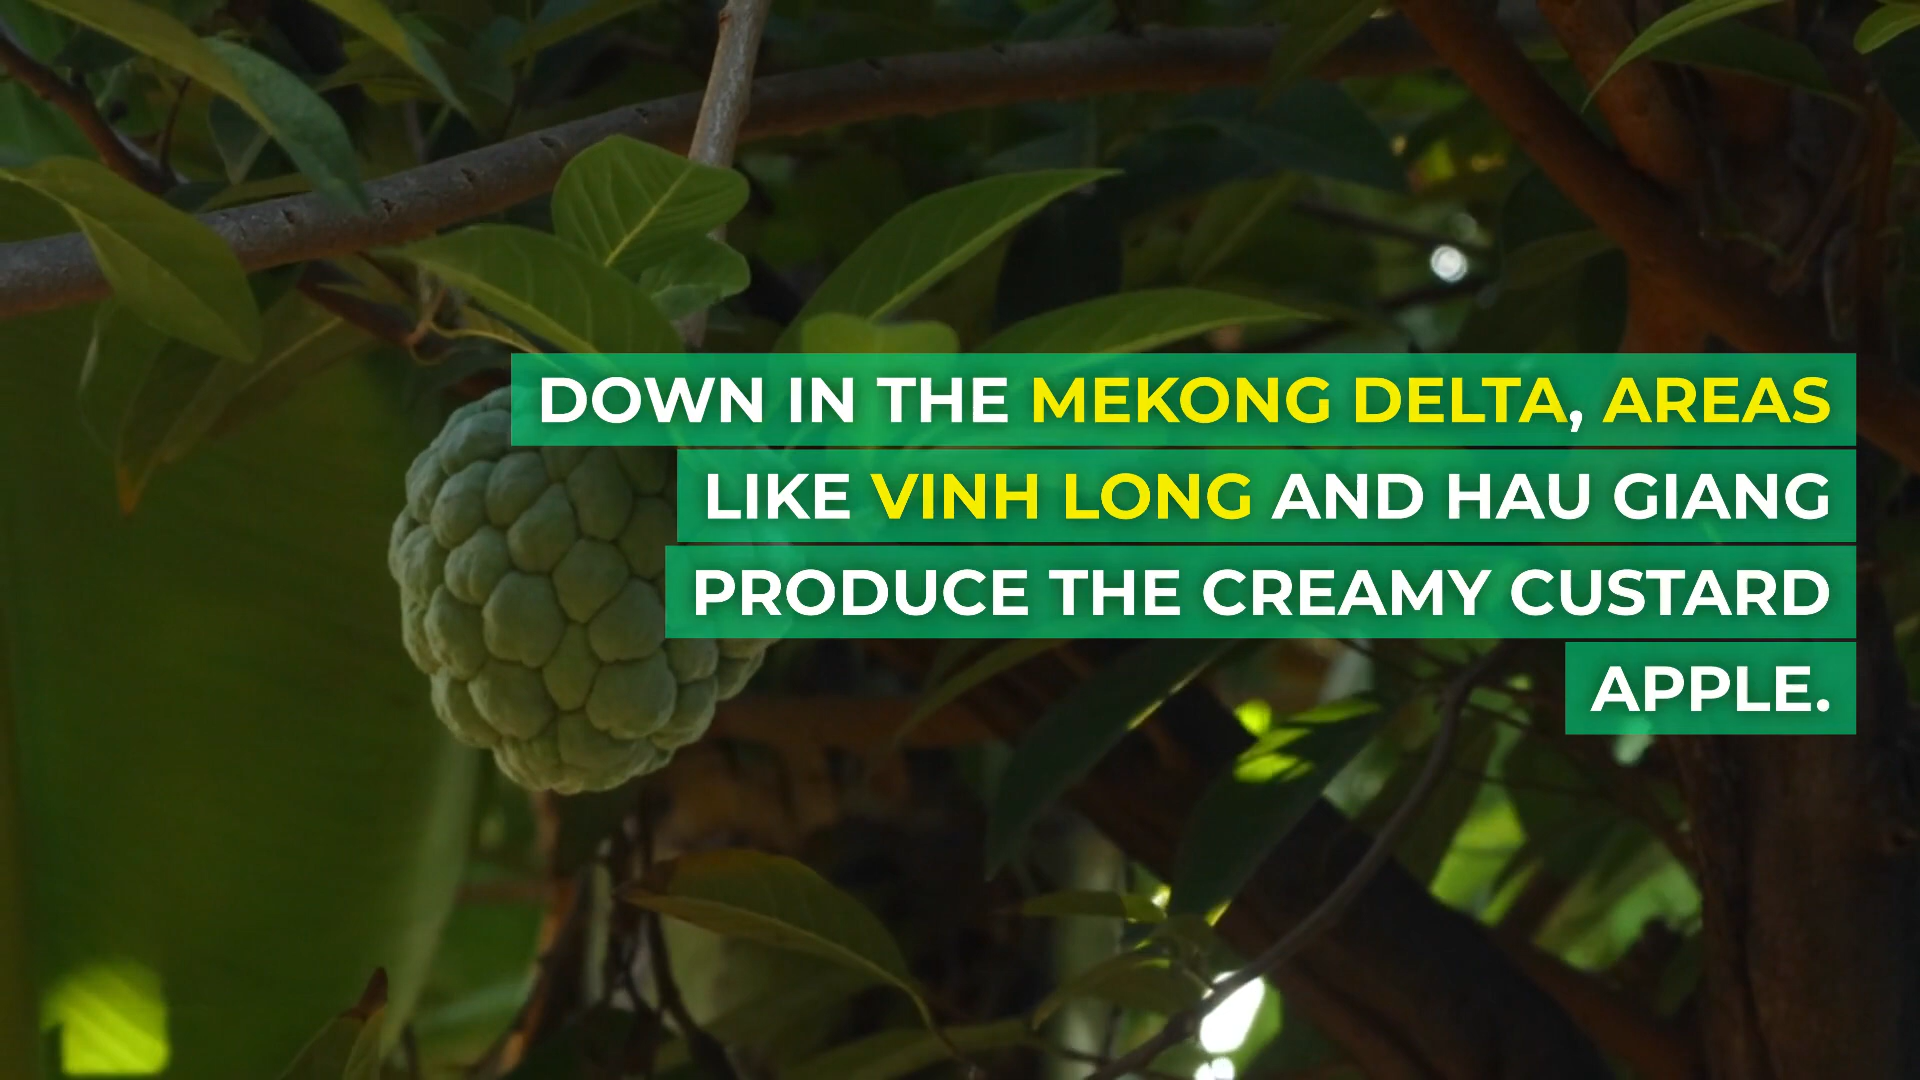 DOWN IN THE MEKONG DELTA, AREAS
LIKE VINH LONG AND HAU GIANG
PRODUCE THE CREAMY CUSTARD
APPLE.